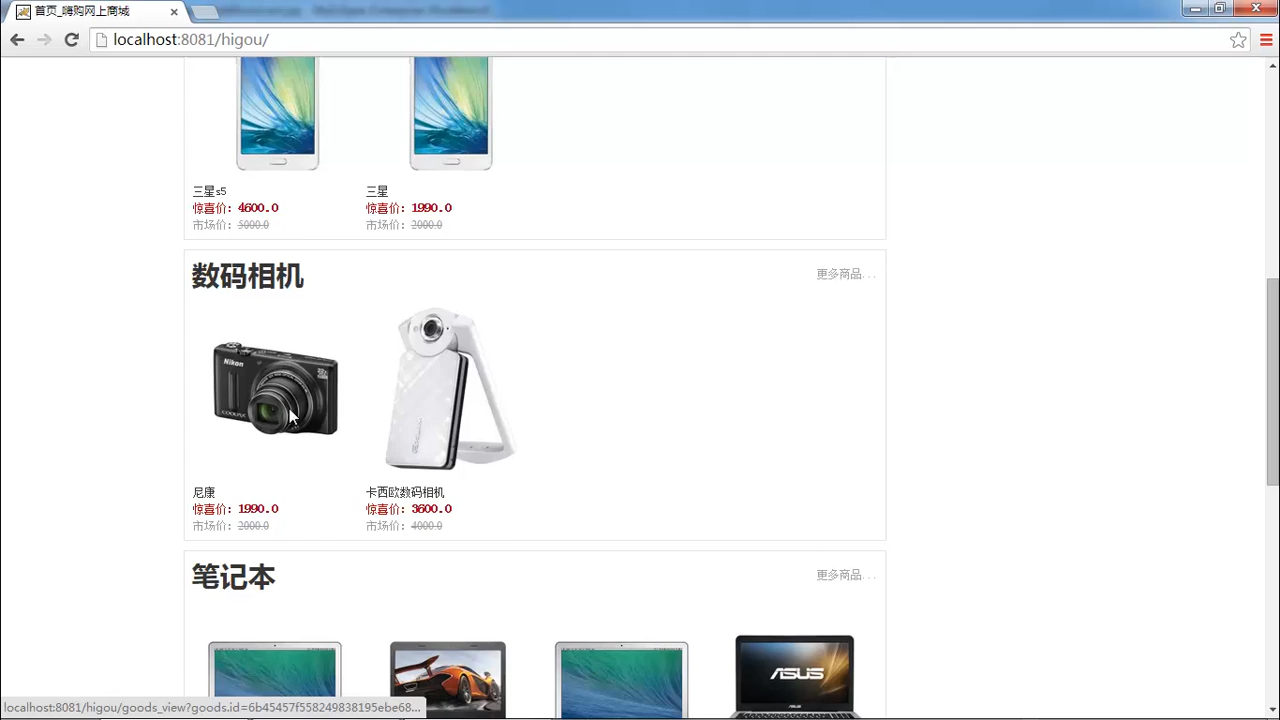 首页_嗨购网上商城
localhost:8081/higou/
三星s5
惊喜价：4600.0
市场价：5000.0
三星
惊喜价：1990.0
市场价：2000.0
数码相机
更多商品...
Nikon
COOLPIX
尼康
惊喜价：1990.0
市场价：2000.0
卡西欧数码相机
惊喜价：3600.0
市场价：4000.0
笔记本
更多商品...
ASUS
localhost:8081/higou/goods_view?goods.id=6b45457f558249838195ebe68...